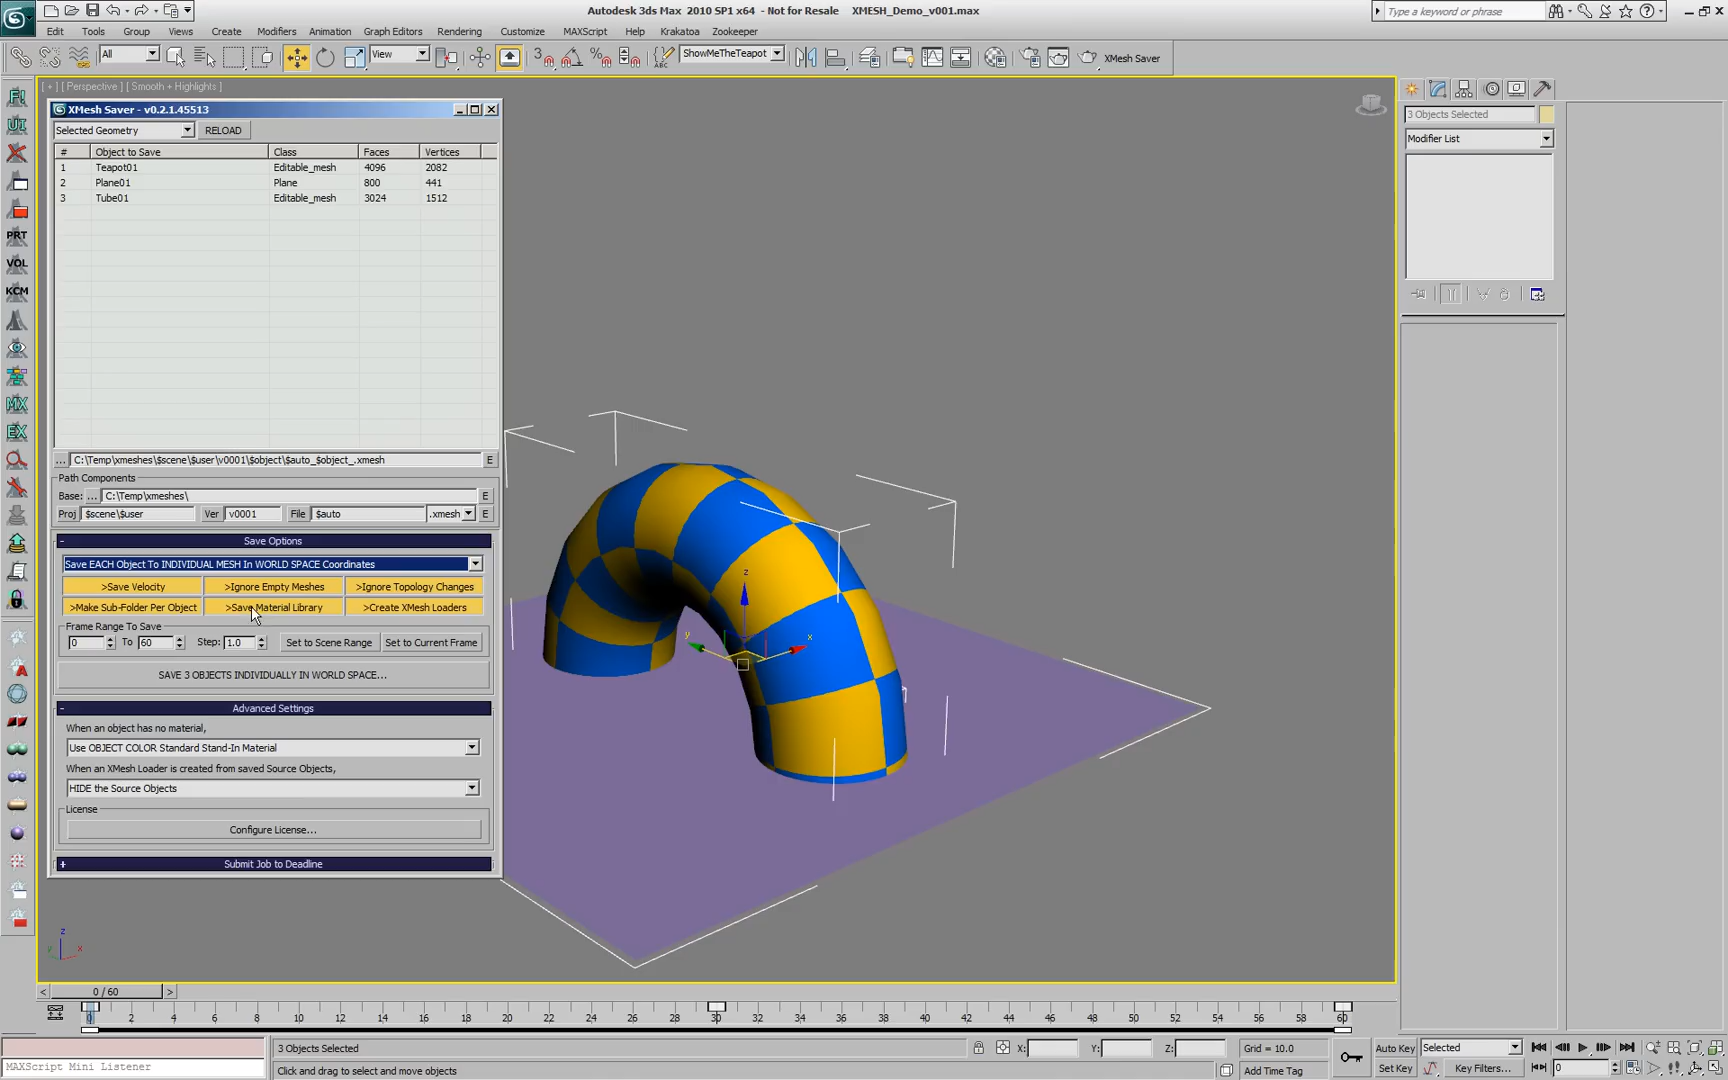 Autodesk 3ds Max 2010 SP1 x64 - Not for Resale XMESH_Demo_v001.max
Type a keyword or phrase
Edit Tools Group Views Create Modifiers Animation Graph Editors Rendering Customize MAXScript Help Krakatoa Zookeeper
All View 3 ABC ShowMeTheTeapot XMesh Saver
[ + ] [ Perspective ] [ Smooth + Highlights ]
XMesh Saver - v0.2.1.45513
Selected Geometry RELOAD
# Object to Save Class Faces Vertices
1 Teapot01 Editable_mesh 4096 2082
2 Plane01 Plane 800 441
3 Tube01 Editable_mesh 3024 1512
... C:\Temp\xmeshes\$scene\$user\v0001\$object\$auto_$object_.xmesh E
Path Components
Base: ... C:\Temp\xmeshes\ E
Proj $scene\$user Ver v0001 File $auto .xmesh E
- Save Options
Save EACH Object To INDIVIDUAL MESH In WORLD SPACE Coordinates
>Save Velocity >Ignore Empty Meshes >Ignore Topology Changes
>Make Sub-Folder Per Object >Save Material Library >Create XMesh Loaders
Frame Range To Save
0 To 60 Step: 1.0 Set to Scene Range Set to Current Frame
SAVE 3 OBJECTS INDIVIDUALLY IN WORLD SPACE...
- Advanced Settings
When an object has no material,
Use OBJECT COLOR Standard Stand-In Material
When an XMesh Loader is created from saved Source Objects,
HIDE the Source Objects
License
Configure License...
+ Submit Job to Deadline
F!
UI
PRT
VOL
KCM
MX
EX
3 Objects Selected
Modifier List
z
y x
z
y x
< 0 / 60 >
0 2 4 6 8 10 12 14 16 18 20 22 24 26 28 30 32 34 36 38 40 42 44 46 48 50 52 54 56 58 60
3 Objects Selected X: Y: Z: Grid = 10.0 Auto Key Selected
MAXScript Mini Listener Click and drag to select and move objects Add Time Tag Set Key Key Filters... 0